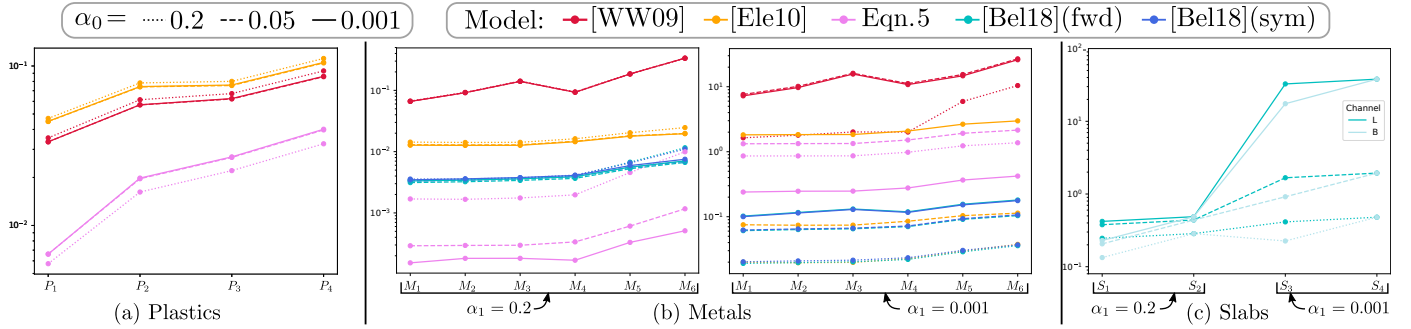 α₀ = 0.2 0.05 0.001
Model: [WW09] [Ele10] Eqn.5 [Bel18](fwd) [Bel18](sym)
10⁻¹
10⁻²
P₁ P₂ P₃ P₄
(a) Plastics
10⁻¹
10⁻²
10⁻³
M₁ M₂ M₃ M₄ M₅ M₆
α₁ = 0.2
10¹
10⁰
10⁻¹
M₁ M₂ M₃ M₄ M₅ M₆
α₁ = 0.001
(b) Metals
10²
10¹
10⁰
10⁻¹
Channel
L
B
S₁ S₂ S₃ S₄
α₁ = 0.2
α₁ = 0.001
(c) Slabs